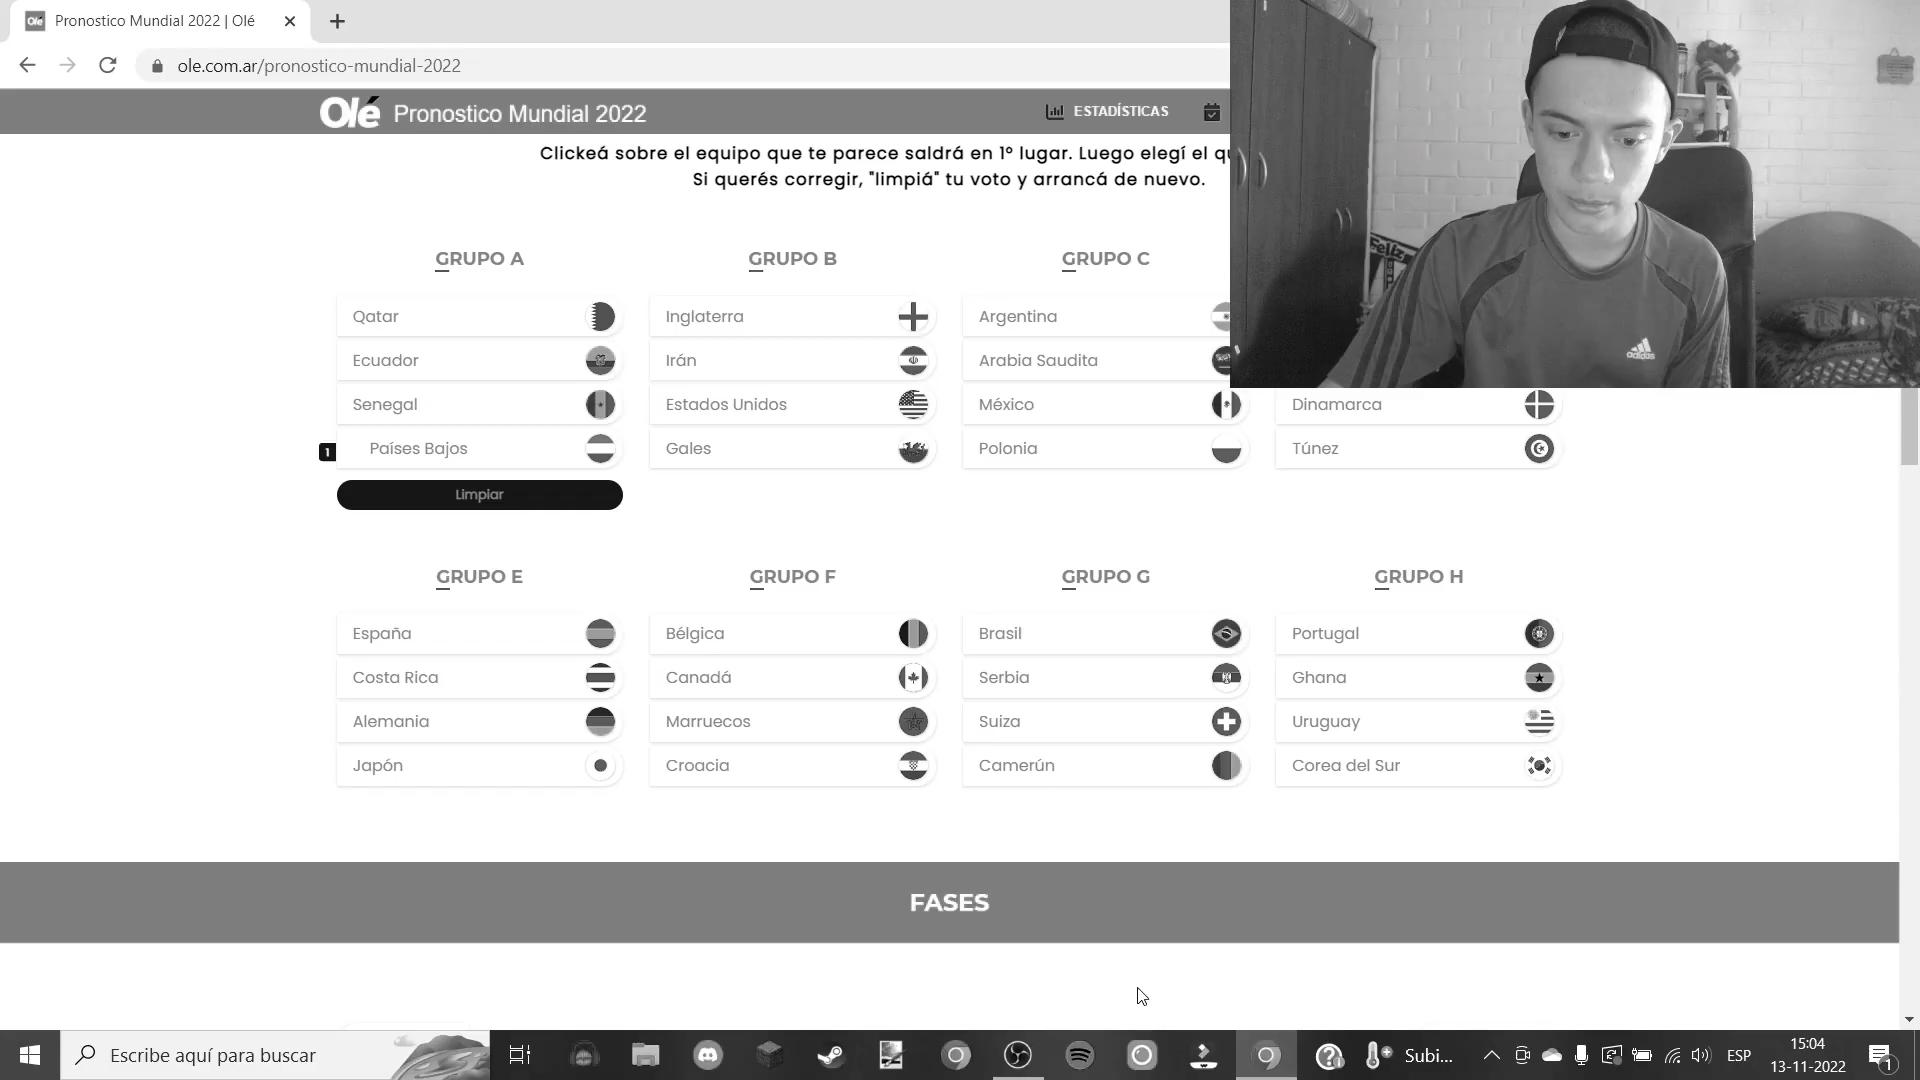 Olé Pronostico Mundial 2022 | Olé
ole.com.ar/pronostico-mundial-2022
Olé Pronostico Mundial 2022
ESTADÍSTICAS
Clickeá sobre el equipo que te parece saldrá en 1º lugar. Luego elegí el
Si querés corregir, "limpiá" tu voto y arrancá de nuevo.
GRUPO A
Qatar
Ecuador
Senegal
1 Países Bajos
Limpiar
GRUPO B
Inglaterra
Irán
Estados Unidos
Gales
GRUPO C
Argentina
Arabia Saudita
México
Polonia
Dinamarca
Túnez
GRUPO E
España
Costa Rica
Alemania
Japón
GRUPO F
Bélgica
Canadá
Marruecos
Croacia
GRUPO G
Brasil
Serbia
Suiza
Camerún
GRUPO H
Portugal
Ghana
Uruguay
Corea del Sur
FASES
Feliz
adidas
Escribe aquí para buscar
Subi...
ESP
15:04
13-11-2022
1